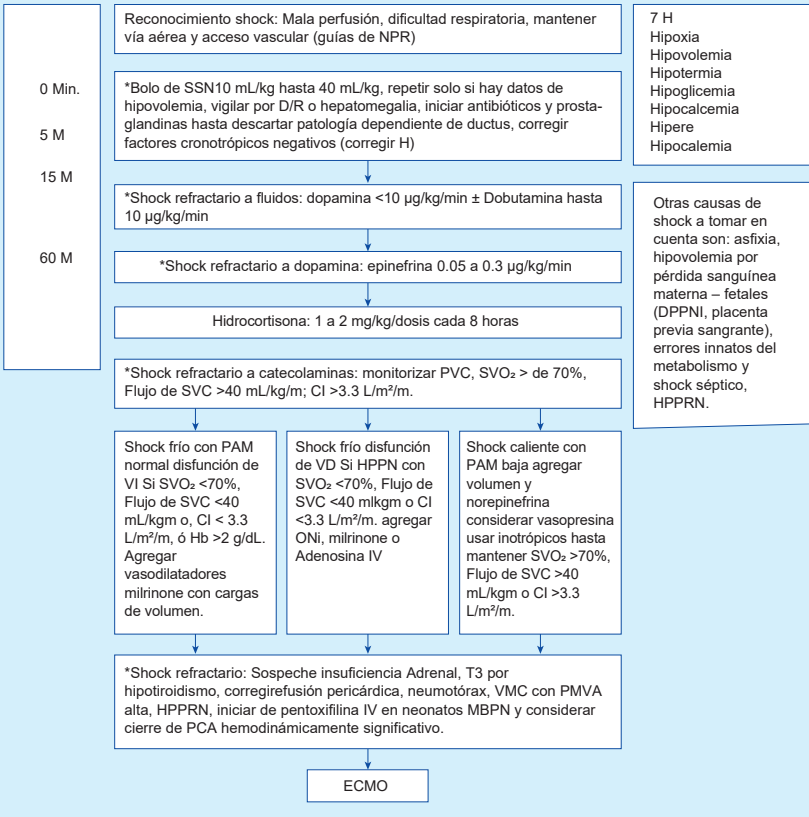 Reconocimiento shock: Mala perfusión, dificultad respiratoria, mantener
vía aérea y acceso vascular (guías de NPR)
0 Min.
5 M
15 M
60 M
*Bolo de SSN10 mL/kg hasta 40 mL/kg, repetir solo si hay datos de
hipovolemia, vigilar por D/R o hepatomegalia, iniciar antibióticos y prosta-
glandinas hasta descartar patología dependiente de ductus, corregir
factores cronotrópicos negativos (corregir H)
*Shock refractario a fluidos: dopamina <10 µg/kg/min ± Dobutamina hasta
10 µg/kg/min
*Shock refractario a dopamina: epinefrina 0.05 a 0.3 µg/kg/min
Hidrocortisona: 1 a 2 mg/kg/dosis cada 8 horas
*Shock refractario a catecolaminas: monitorizar PVC, SVO₂ > de 70%,
Flujo de SVC >40 mL/kg/m; CI >3.3 L/m²/m.
Shock frío con PAM
normal disfunción de
VI Si SVO₂ <70%,
Flujo de SVC <40
mL/kgm o, CI < 3.3
L/m²/m, ó Hb >2 g/dL.
Agregar
vasodilatadores
milrinone con cargas
de volumen.
Shock frío disfunción
de VD Si HPPN con
SVO₂ <70%, Flujo de
SVC <40 mlkgm o CI
<3.3 L/m²/m. agregar
ONi, milrinone o
Adenosina IV
Shock caliente con
PAM baja agregar
volumen y
norepinefrina
considerar vasopresina
usar inotrópicos hasta
mantener SVO₂ >70%,
Flujo de SVC >40
mL/kgm o CI >3.3
L/m²/m.
*Shock refractario: Sospeche insuficiencia Adrenal, T3 por
hipotiroidismo, corregirefusión pericárdica, neumotórax, VMC con PMVA
alta, HPPRN, iniciar de pentoxifilina IV en neonatos MBPN y considerar
cierre de PCA hemodinámicamente significativo.
ECMO
7 H
Hipoxia
Hipovolemia
Hipotermia
Hipoglicemia
Hipocalcemia
Hipere
Hipocalemia
Otras causas de
shock a tomar en
cuenta son: asfixia,
hipovolemia por
pérdida sanguínea
materna – fetales
(DPPNI, placenta
previa sangrante),
errores innatos del
metabolismo y
shock séptico,
HPPRN.